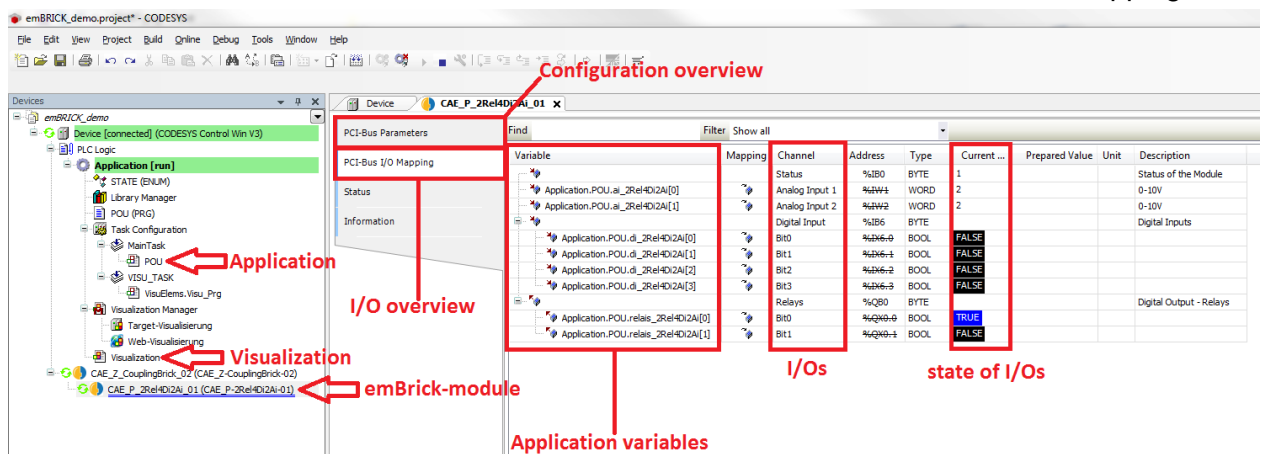 pping
emBRICK_demo.project* - CODESYS
File Edit View Project Build Online Debug Tools Window Help
Configuration overview
Devices
Device CAE_P_2Rel4Di2Ai_01 x
emBRICK_demo
Device [connected] (CODESYS Control Win V3)
PLC Logic
Application [run]
STATE (ENUM)
Library Manager
POU (PRG)
Task Configuration
MainTask
POU
Application
VISU_TASK
VisuElems.Visu_Prg
Visualization Manager
Target-Visualisierung
Web-Visualisierung
Visualization
Visualization
CAE_Z_CouplingBrick_02 (CAE_Z-CouplingBrick-02)
CAE_P_2Rel4Di2Ai_01 (CAE_P-2Rel4Di2Ai-01)
emBrick-module
PCI-Bus Parameters
PCI-Bus I/O Mapping
Status
Information
I/O overview
Find Filter Show all
Variable Mapping Channel Address Type Current ... Prepared Value Unit Description
Status %IB0 BYTE 1 Status of the Module
Application.POU.ai_2Rel4Di2Ai[0] Analog Input 1 %IW1 WORD 2 0-10V
Application.POU.ai_2Rel4Di2Ai[1] Analog Input 2 %IW2 WORD 2 0-10V
Digital Input %IB6 BYTE Digital Inputs
Application.POU.di_2Rel4Di2Ai[0] Bit0 %IX6.0 BOOL FALSE
Application.POU.di_2Rel4Di2Ai[1] Bit1 %IX6.1 BOOL FALSE
Application.POU.di_2Rel4Di2Ai[2] Bit2 %IX6.2 BOOL FALSE
Application.POU.di_2Rel4Di2Ai[3] Bit3 %IX6.3 BOOL FALSE
Relays %QB0 BYTE Digital Output - Relays
Application.POU.relais_2Rel4Di2Ai[0] Bit0 %QX0.0 BOOL TRUE
Application.POU.relais_2Rel4Di2Ai[1] Bit1 %QX0.1 BOOL FALSE
I/Os
state of I/Os
Application variables